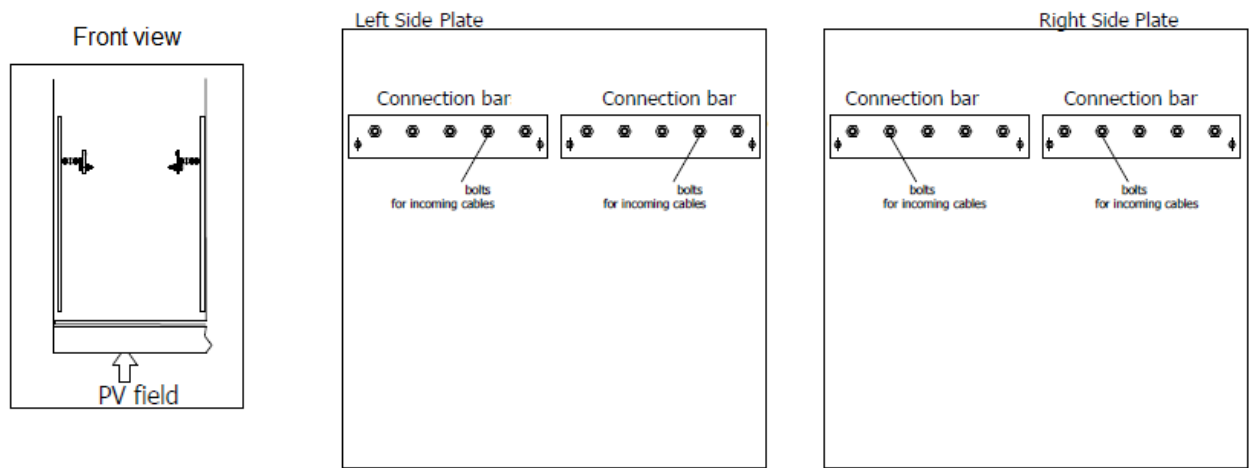 Front view
PV field
Left Side Plate
Connection bar
Connection bar
bolts
for incoming cables
bolts
for incoming cables
Right Side Plate
Connection bar
Connection bar
bolts
for incoming cables
bolts
for incoming cables